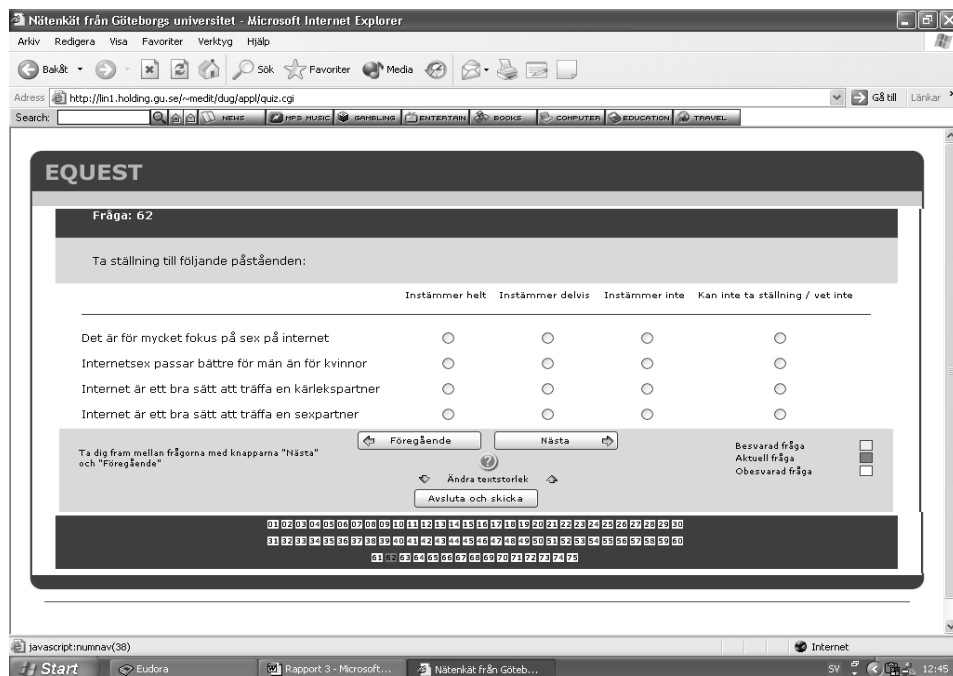 Nätenkät från Göteborgs universitet - Microsoft Internet Explorer
Arkiv Redigera Visa Favoriter Verktyg Hjälp
Bakåt Sök Favoriter Media
Adress http://lin1.holding.gu.se/~medit/dug/appl/quiz.cgi Gå till Länkar
Search: NEWS MP3 MUSIC GAMBLING ENTERTAIN BOOKS COMPUTER EDUCATION TRAVEL
EQUEST
Fråga: 62
Ta ställning till följande påståenden:
Instämmer helt Instämmer delvis Instämmer inte Kan inte ta ställning / vet inte
Det är för mycket fokus på sex på internet
Internetsex passar bättre för män än för kvinnor
Internet är ett bra sätt att träffa en kärlekspartner
Internet är ett bra sätt att träffa en sexpartner
Föregående Nästa
Ta dig fram mellan frågorna med knapparna "Nästa"
och "Föregående"
Besvarad fråga
Aktuell fråga
Obesvarad fråga
?
Ändra textstorlek
Avsluta och skicka
01 02 03 04 05 06 07 08 09 10 11 12 13 14 15 16 17 18 19 20 21 22 23 24 25 26 27 28 29 30
31 32 33 34 35 36 37 38 39 40 41 42 43 44 45 46 47 48 49 50 51 52 53 54 55 56 57 58 59 60
61 62 63 64 65 66 67 68 69 70 71 72 73 74 75
javascript:numnav(38) Internet
Start Eudora Rapport 3 - Microsoft... Nätenkät från Göteb... SV 12:45